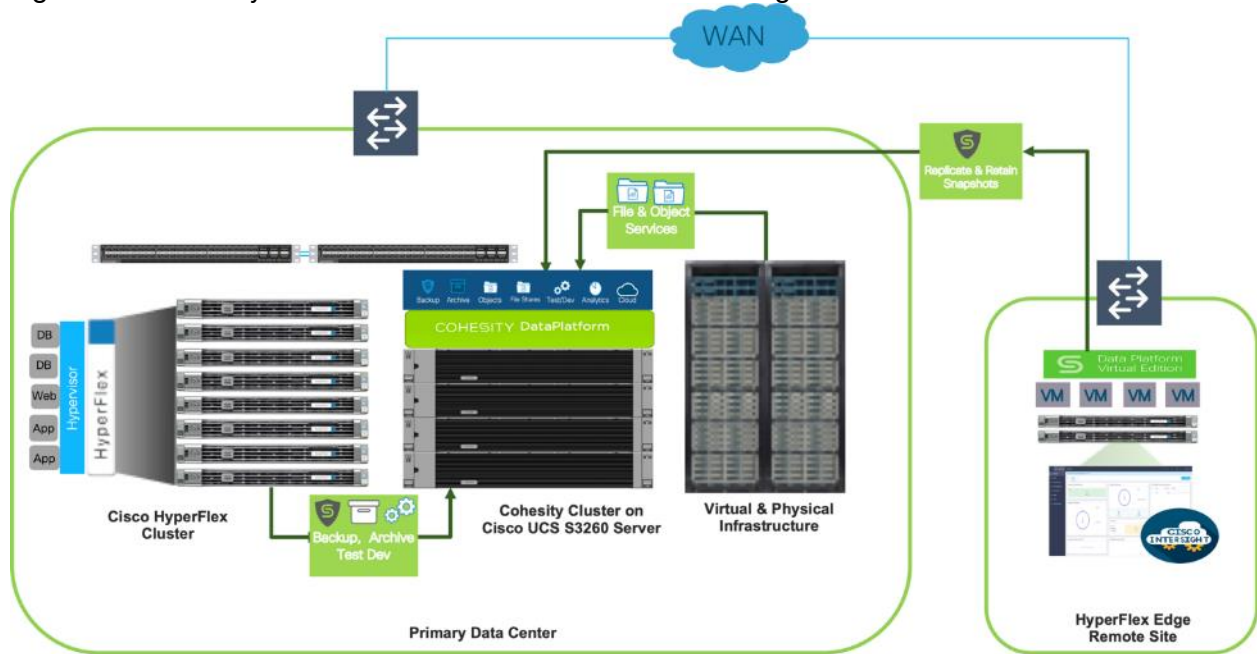 WAN
Replicate & Retain
Snapshots
File & Object
Services
Backup Archive Objects File Shares Test/Dev Analytics Cloud
COHESITY DataPlatform
DB
DB
Web
App
App
Hypervisor
HyperFlex
Data Platform
Virtual Edition
VM VM VM VM
CISCO
INTERSIGHT
Cisco HyperFlex
Cluster
Backup, Archive
Test Dev
Cohesity Cluster on
Cisco UCS S3260 Server
Virtual & Physical
Infrastructure
HyperFlex Edge
Remote Site
Primary Data Center